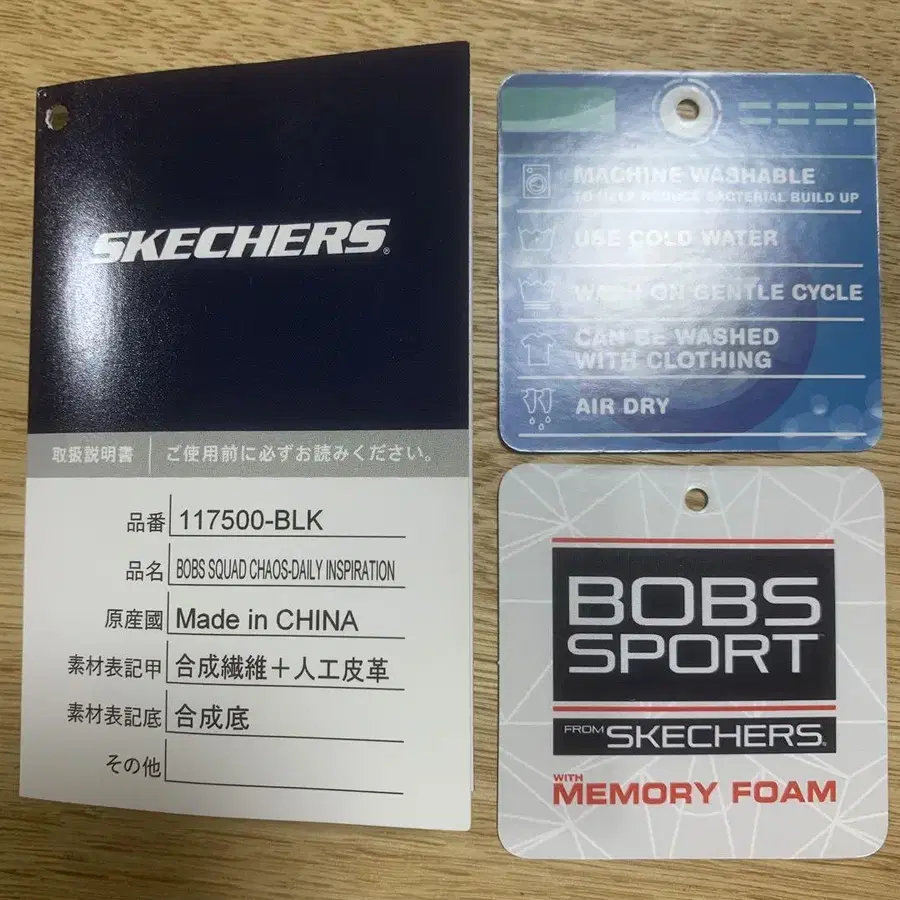 SKECHERS®
取扱説明書 ご使用前に必ずお読みください。
品番 117500-BLK
品名 BOBS SQUAD CHAOS-DAILY INSPIRATION
原産國 Made in CHINA
素材表記甲 合成繊維＋人工皮革
素材表記底 合成底
その他
MACHINE WASHABLE
TO HELP REDUCE BACTERIAL BUILD UP
USE COLD WATER
WASH ON GENTLE CYCLE
CAN BE WASHED
WITH CLOTHING
AIR DRY
BOBS
SPORT™
FROM SKECHERS®
WITH
MEMORY FOAM